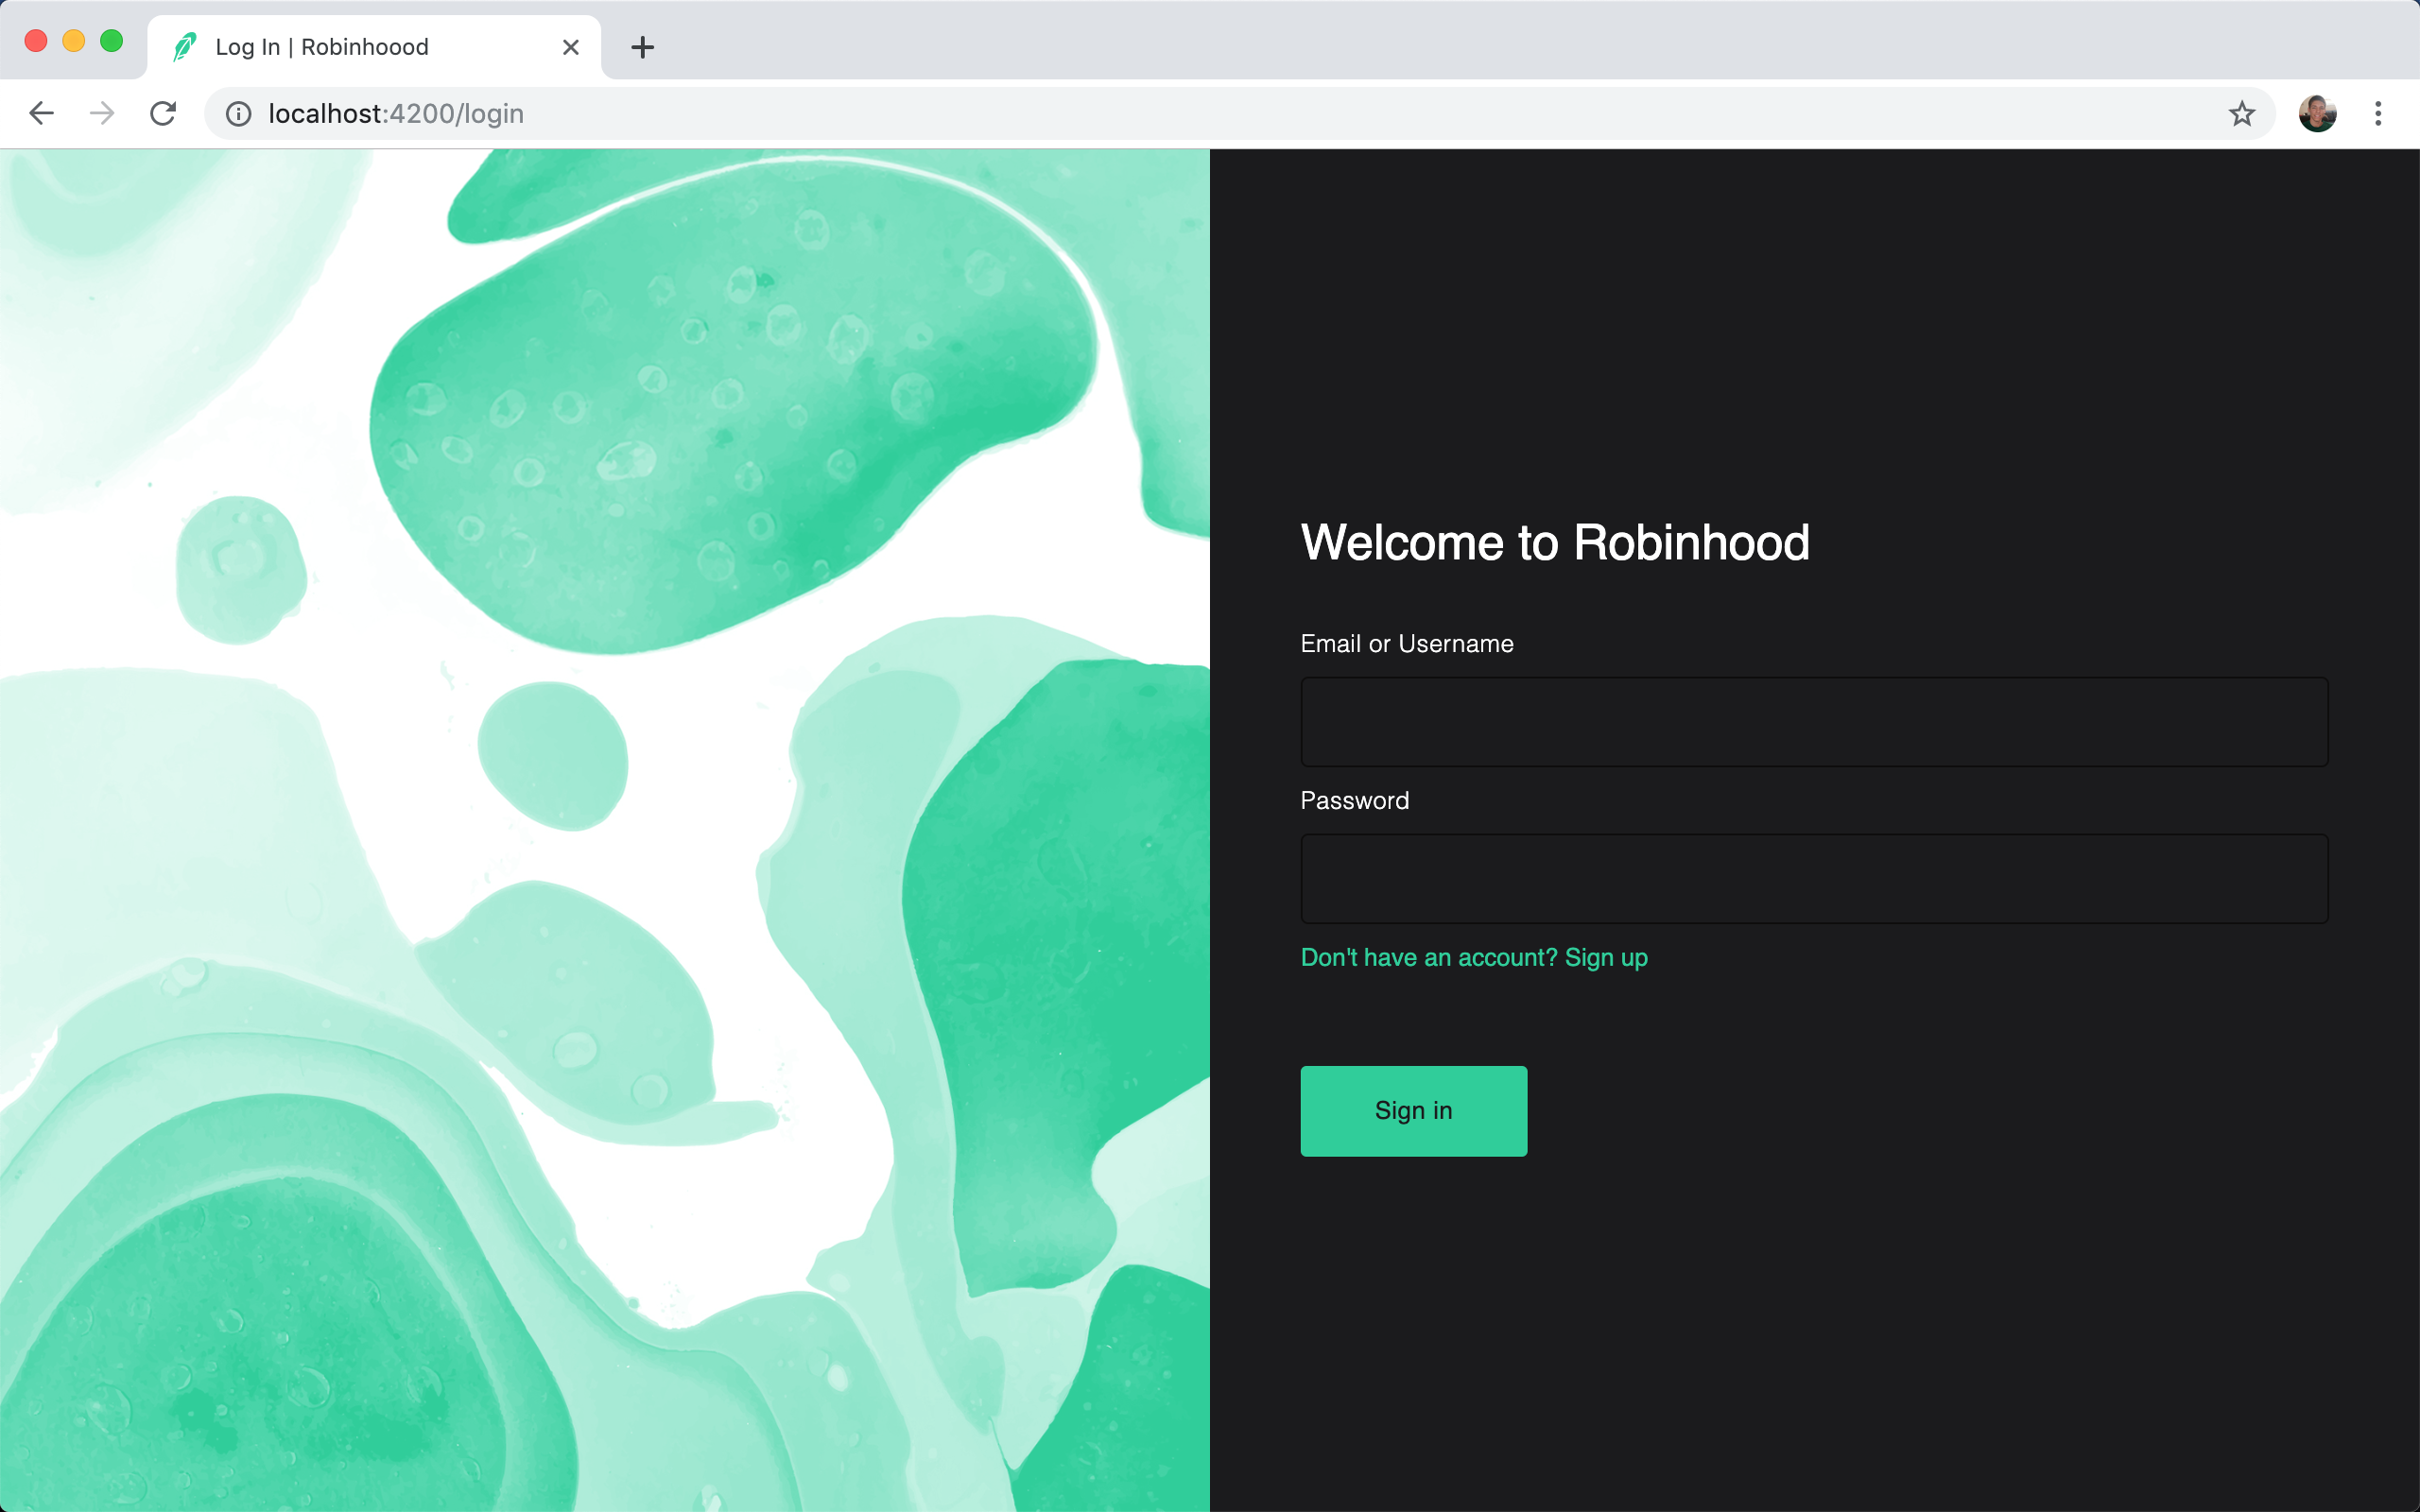 Log In | Robinhoood
localhost:4200/login
Welcome to Robinhood
Email or Username
Password
Don't have an account? Sign up
Sign in